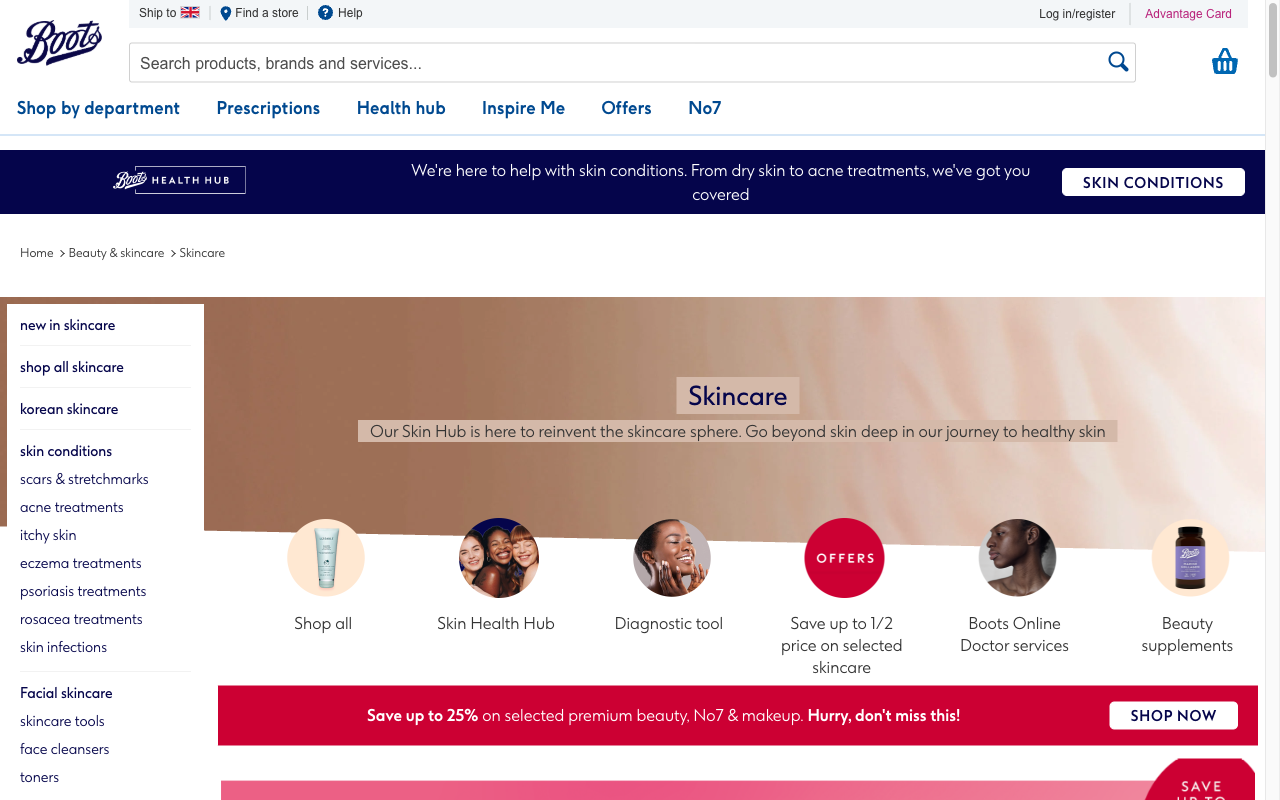 Ship to
Find a store
? Help
Log in/register
Advantage Card
Boots
Search products, brands and services...
Shop by department
Prescriptions
Health hub
Inspire Me
Offers
No7
Boots HEALTH HUB
We're here to help with skin conditions. From dry skin to acne treatments, we've got you
covered
SKIN CONDITIONS
Home > Beauty & skincare > Skincare
new in skincare
shop all skincare
korean skincare
skin conditions
scars & stretchmarks
acne treatments
itchy skin
eczema treatments
psoriasis treatments
rosacea treatments
skin infections
Facial skincare
skincare tools
face cleansers
toners
Skincare
Our Skin Hub is here to reinvent the skincare sphere. Go beyond skin deep in our journey to healthy skin
OFFERS
Boots
Shop all
Skin Health Hub
Diagnostic tool
Save up to 1/2
price on selected
skincare
Boots Online
Doctor services
Beauty
supplements
Save up to 25% on selected premium beauty, No7 & makeup. Hurry, don't miss this!
SHOP NOW
SAVE
UP TO